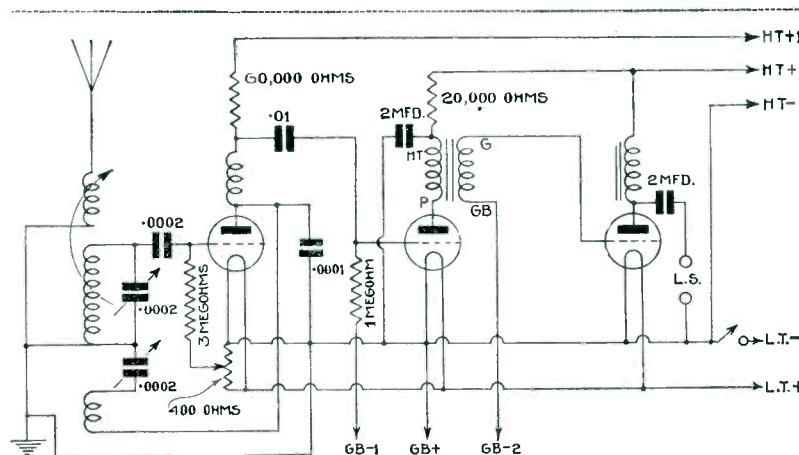 HT+1
60,000 OHMS
HT+
20,000 OHMS
HT-
.01
2MFD.
HT
G
P
GB
2MFD.
.0002
.0001
3 MEGOHMS
1 MEGOHM
L.S.
.0002
.0002
400 OHMS
L.T.-
L.T.+
GB-1
GB+
GB-2